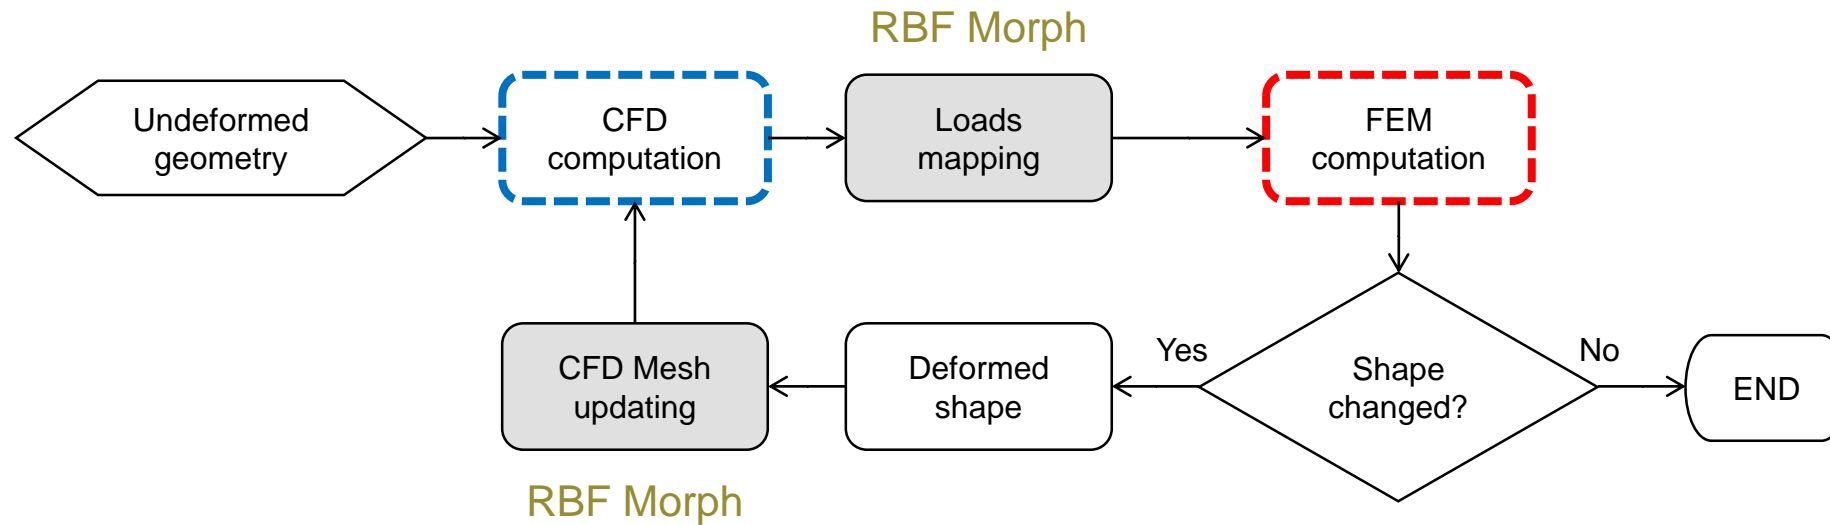 RBF Morph
Undeformed
geometry
CFD
computation
Loads
mapping
FEM
computation
CFD Mesh
updating
Deformed
shape
Yes
Shape
changed?
No
END
RBF Morph